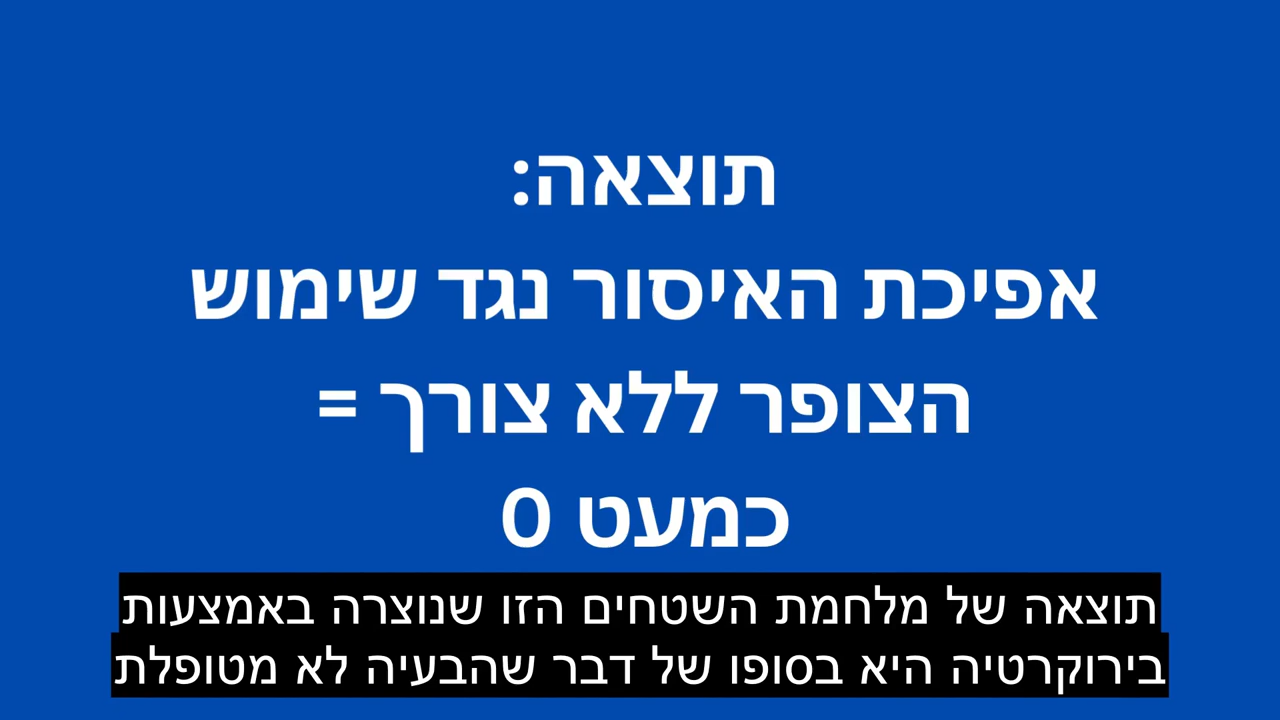 תוצאה:
אפיכת האיסור נגד שימוש
הצופר ללא צורך =
כמעט 0
תוצאה של מלחמת השטחים הזו שנוצרה באמצעות
בירוקרטיה היא בסופו של דבר שהבעיה לא מטופלת